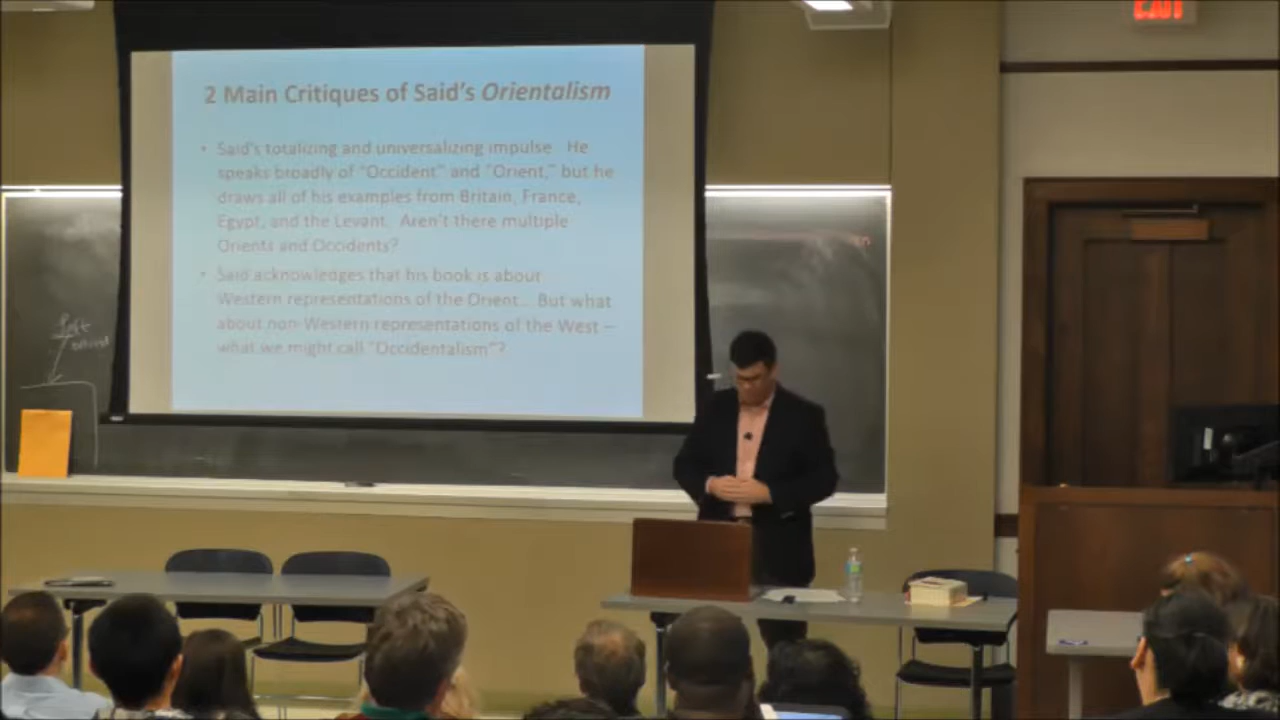 EXIT
2 Main Critiques of Said's Orientalism
• Said's totalizing and universalizing impulse. He
speaks broadly of "Occident" and "Orient," but he
draws all of his examples from Britain, France,
Egypt, and the Levant. Aren't there multiple
Orients and Occidents?
• Said acknowledges that his book is about
Western representations of the Orient... But what
about non-Western representations of the West –
what we might call "Occidentalism"?